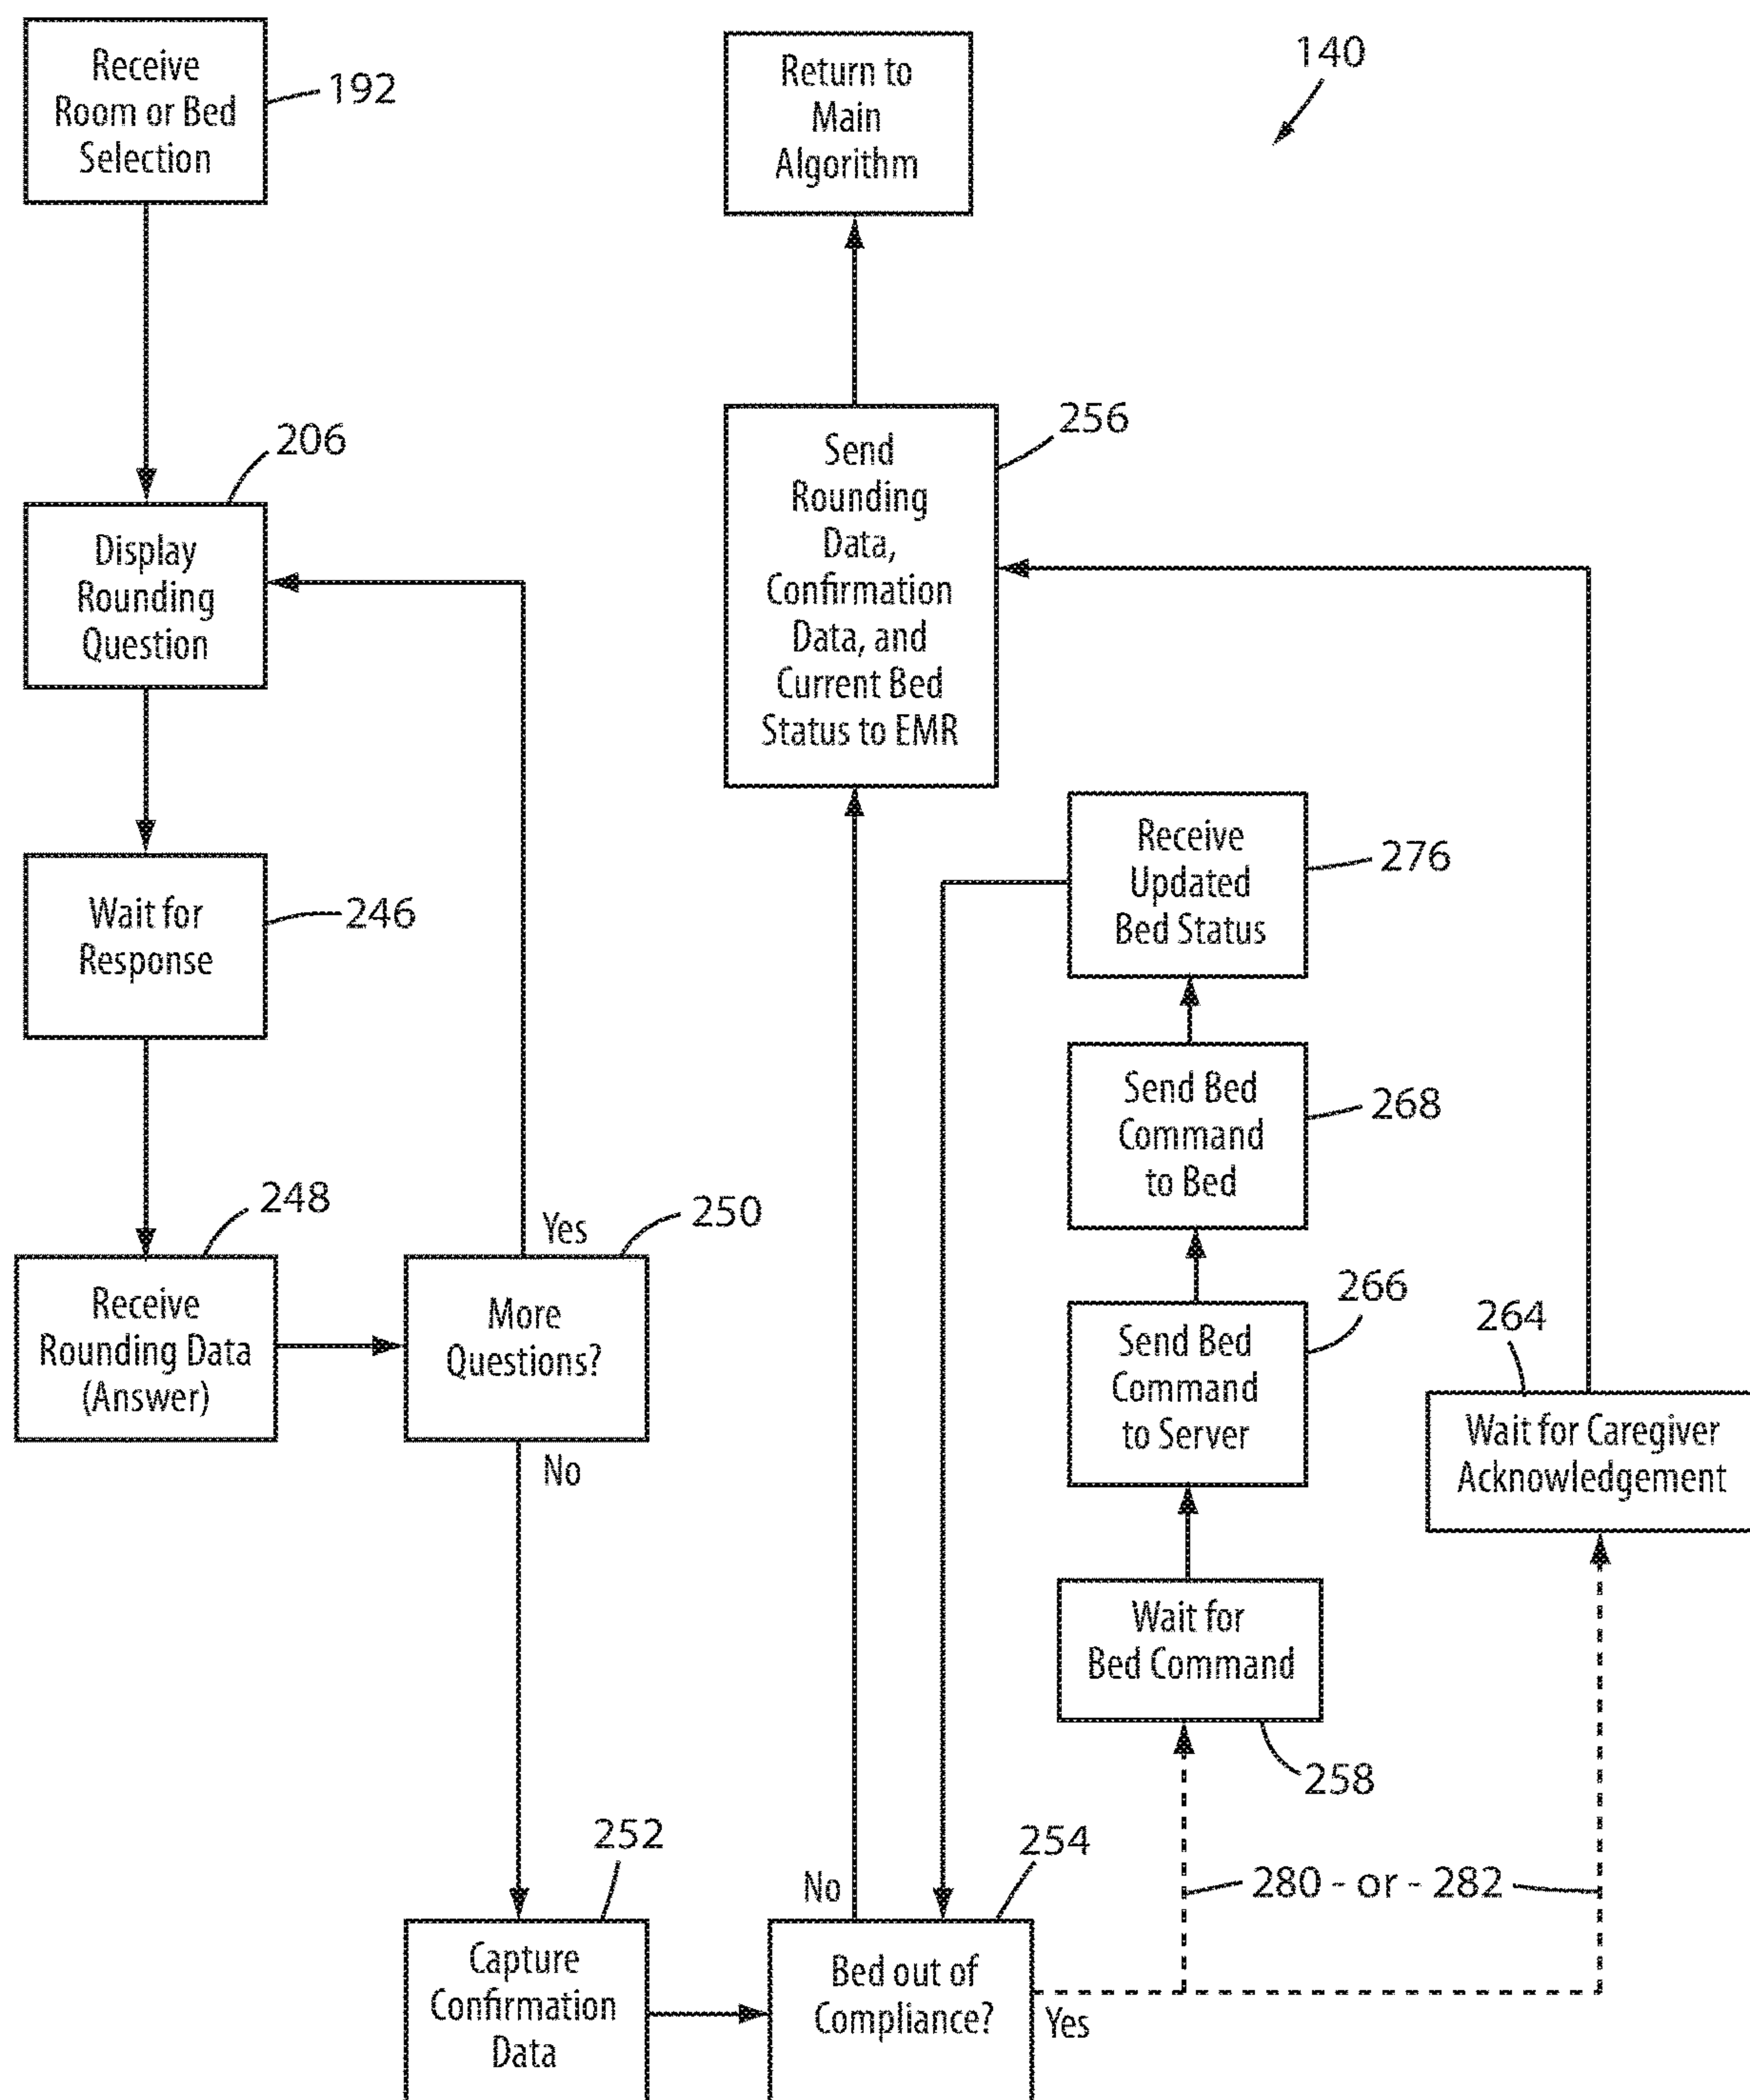 Receive
Room or Bed
Selection
192
Return to
Main
Algorithm
140
206
Display
Rounding
Question
256
Send
Rounding
Data,
Confirmation
Data, and
Current Bed
Status to EMR
Wait for
Response
246
Receive
Updated
Bed Status
276
Send Bed
Command
to Bed
268
248
Receive
Rounding Data
(Answer)
Yes
250
More
Questions?
No
266
Send Bed
Command
to Server
264
Wait for Caregiver
Acknowledgement
Wait for
Bed Command
258
252
Capture
Confirmation
Data
No
254
Bed out of
Compliance?
Yes
280 - or - 282